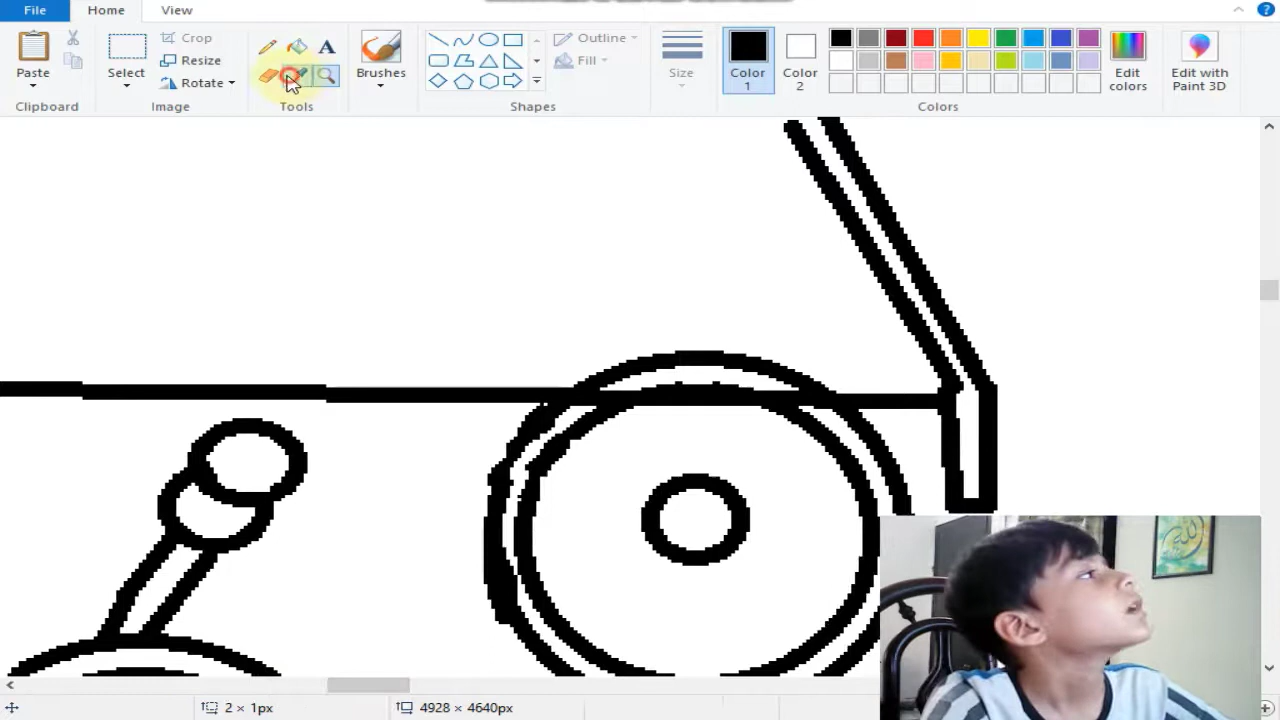 File Home View
Paste
Clipboard
Select
Crop
Resize
Rotate
Image
A
Tools
Brushes
Outline
Fill
Shapes
Size
Color 1
Color 2
Colors
Edit colors
Edit with Paint 3D
?
2 × 1px
4928 × 4640px
الله